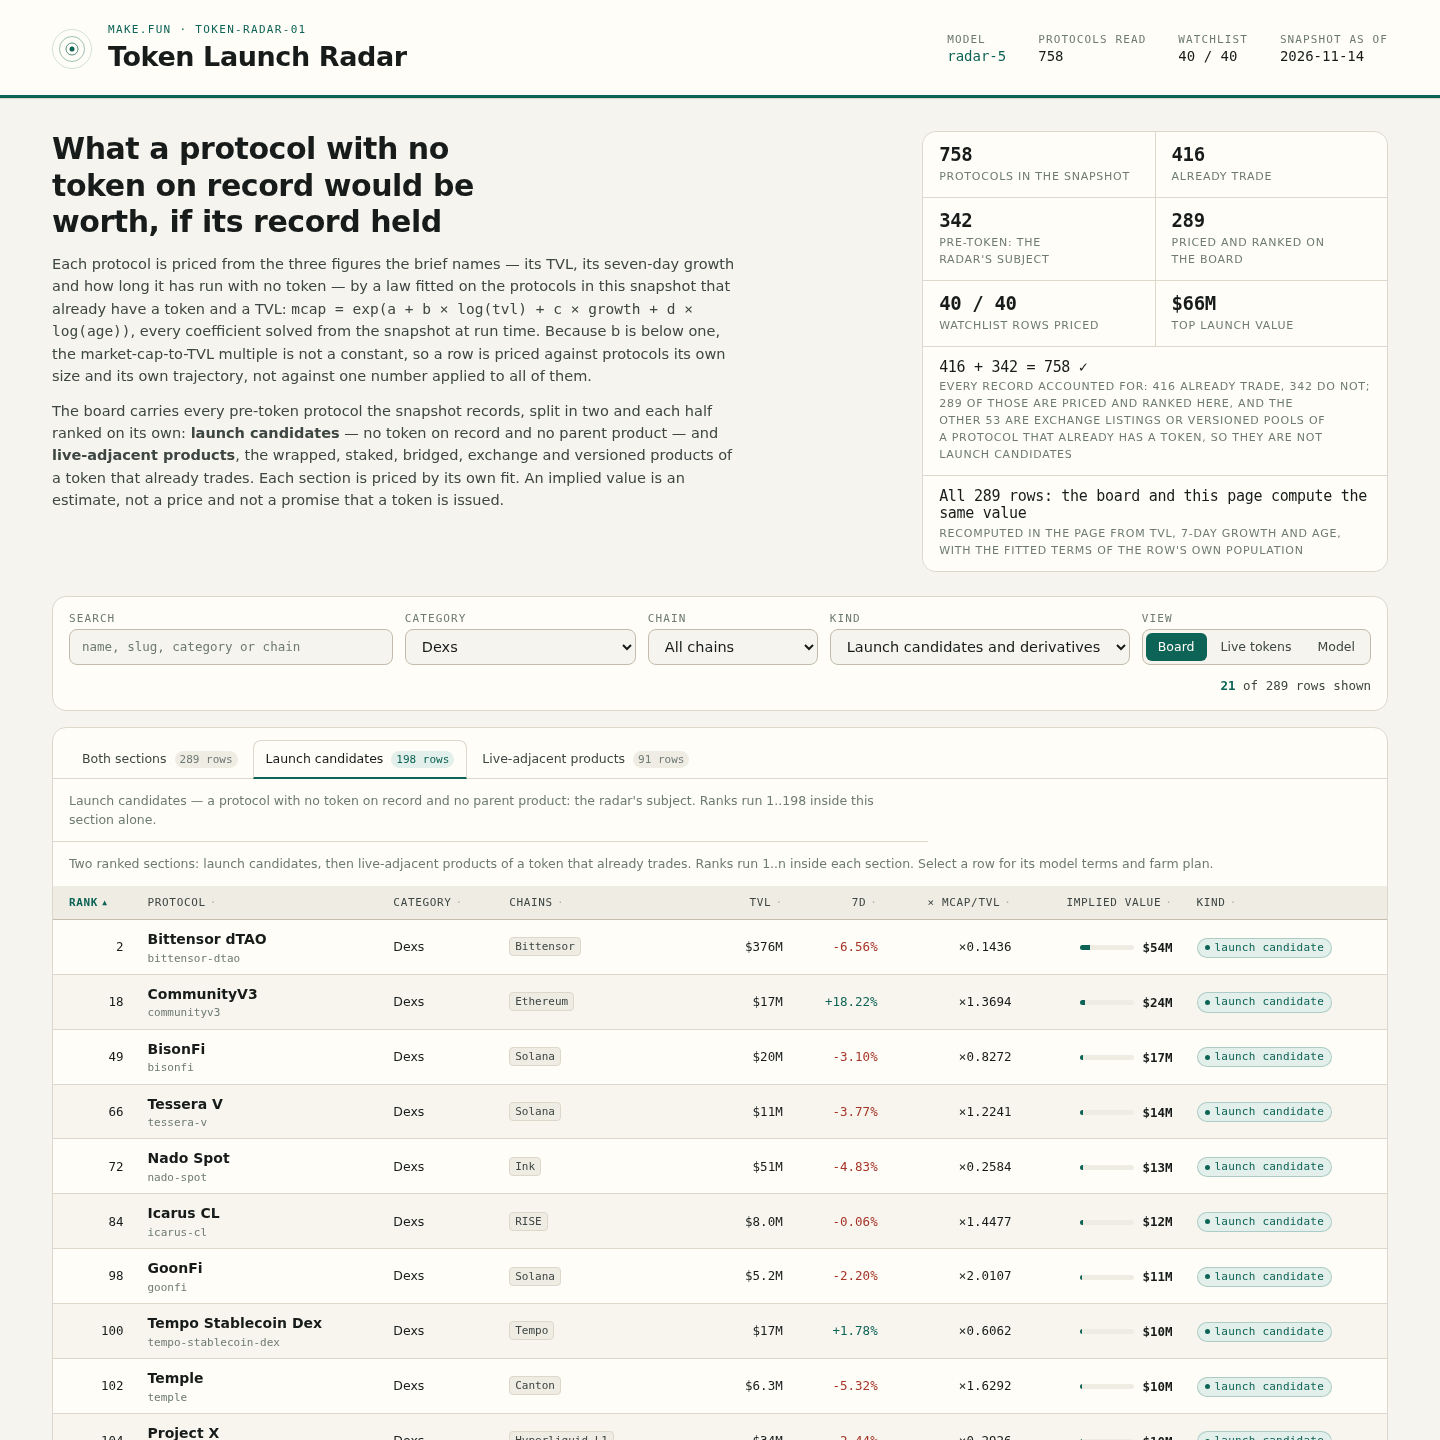 MAKE.FUN · TOKEN-RADAR-01
Token Launch Radar
MODEL
radar-5
PROTOCOLS READ
758
WATCHLIST
40 / 40
SNAPSHOT AS OF
2026-11-14
What a protocol with no
token on record would be
worth, if its record held
Each protocol is priced from the three figures the brief names — its TVL, its seven-day growth
and how long it has run with no token — by a law fitted on the protocols in this snapshot that
already have a token and a TVL: mcap = exp(a + b × log(tvl) + c × growth + d ×
log(age)), every coefficient solved from the snapshot at run time. Because b is below one,
the market-cap-to-TVL multiple is not a constant, so a row is priced against protocols its own
size and its own trajectory, not against one number applied to all of them.
The board carries every pre-token protocol the snapshot records, split in two and each half
ranked on its own: launch candidates — no token on record and no parent product — and
live-adjacent products, the wrapped, staked, bridged, exchange and versioned products of
a token that already trades. Each section is priced by its own fit. An implied value is an
estimate, not a price and not a promise that a token is issued.
758
PROTOCOLS IN THE SNAPSHOT
416
ALREADY TRADE
342
PRE-TOKEN: THE
RADAR'S SUBJECT
289
PRICED AND RANKED ON
THE BOARD
40 / 40
WATCHLIST ROWS PRICED
$66M
TOP LAUNCH VALUE
416 + 342 = 758 ✓
EVERY RECORD ACCOUNTED FOR: 416 ALREADY TRADE, 342 DO NOT;
289 OF THOSE ARE PRICED AND RANKED HERE, AND THE
OTHER 53 ARE EXCHANGE LISTINGS OR VERSIONED POOLS OF
A PROTOCOL THAT ALREADY HAS A TOKEN, SO THEY ARE NOT
LAUNCH CANDIDATES
All 289 rows: the board and this page compute the
same value
RECOMPUTED IN THE PAGE FROM TVL, 7-DAY GROWTH AND AGE,
WITH THE FITTED TERMS OF THE ROW'S OWN POPULATION
SEARCH
name, slug, category or chain
CATEGORY
Dexs
CHAIN
All chains
KIND
Launch candidates and derivatives
VIEW
Board Live tokens Model
21 of 289 rows shown
Both sections 289 rows Launch candidates 198 rows Live-adjacent products 91 rows
Launch candidates — a protocol with no token on record and no parent product: the radar's subject. Ranks run 1..198 inside this
section alone.
Two ranked sections: launch candidates, then live-adjacent products of a token that already trades. Ranks run 1..n inside each section. Select a row for its model terms and farm plan.
RANK ▲ PROTOCOL · CATEGORY · CHAINS · TVL · 7D · × MCAP/TVL · IMPLIED VALUE · KIND ·
2 Bittensor dTAO Dexs Bittensor $376M -6.56% ×0.1436 $54M launch candidate
bittensor-dtao
18 CommunityV3 Dexs Ethereum $17M +18.22% ×1.3694 $24M launch candidate
communityv3
49 BisonFi Dexs Solana $20M -3.10% ×0.8272 $17M launch candidate
bisonfi
66 Tessera V Dexs Solana $11M -3.77% ×1.2241 $14M launch candidate
tessera-v
72 Nado Spot Dexs Ink $51M -4.83% ×0.2584 $13M launch candidate
nado-spot
84 Icarus CL Dexs RISE $8.0M -0.06% ×1.4477 $12M launch candidate
icarus-cl
98 GoonFi Dexs Solana $5.2M -2.20% ×2.0107 $11M launch candidate
goonfi
100 Tempo Stablecoin Dex Dexs Tempo $17M +1.78% ×0.6062 $10M launch candidate
tempo-stablecoin-dex
102 Temple Dexs Canton $6.3M -5.32% ×1.6292 $10M launch candidate
temple
Project X